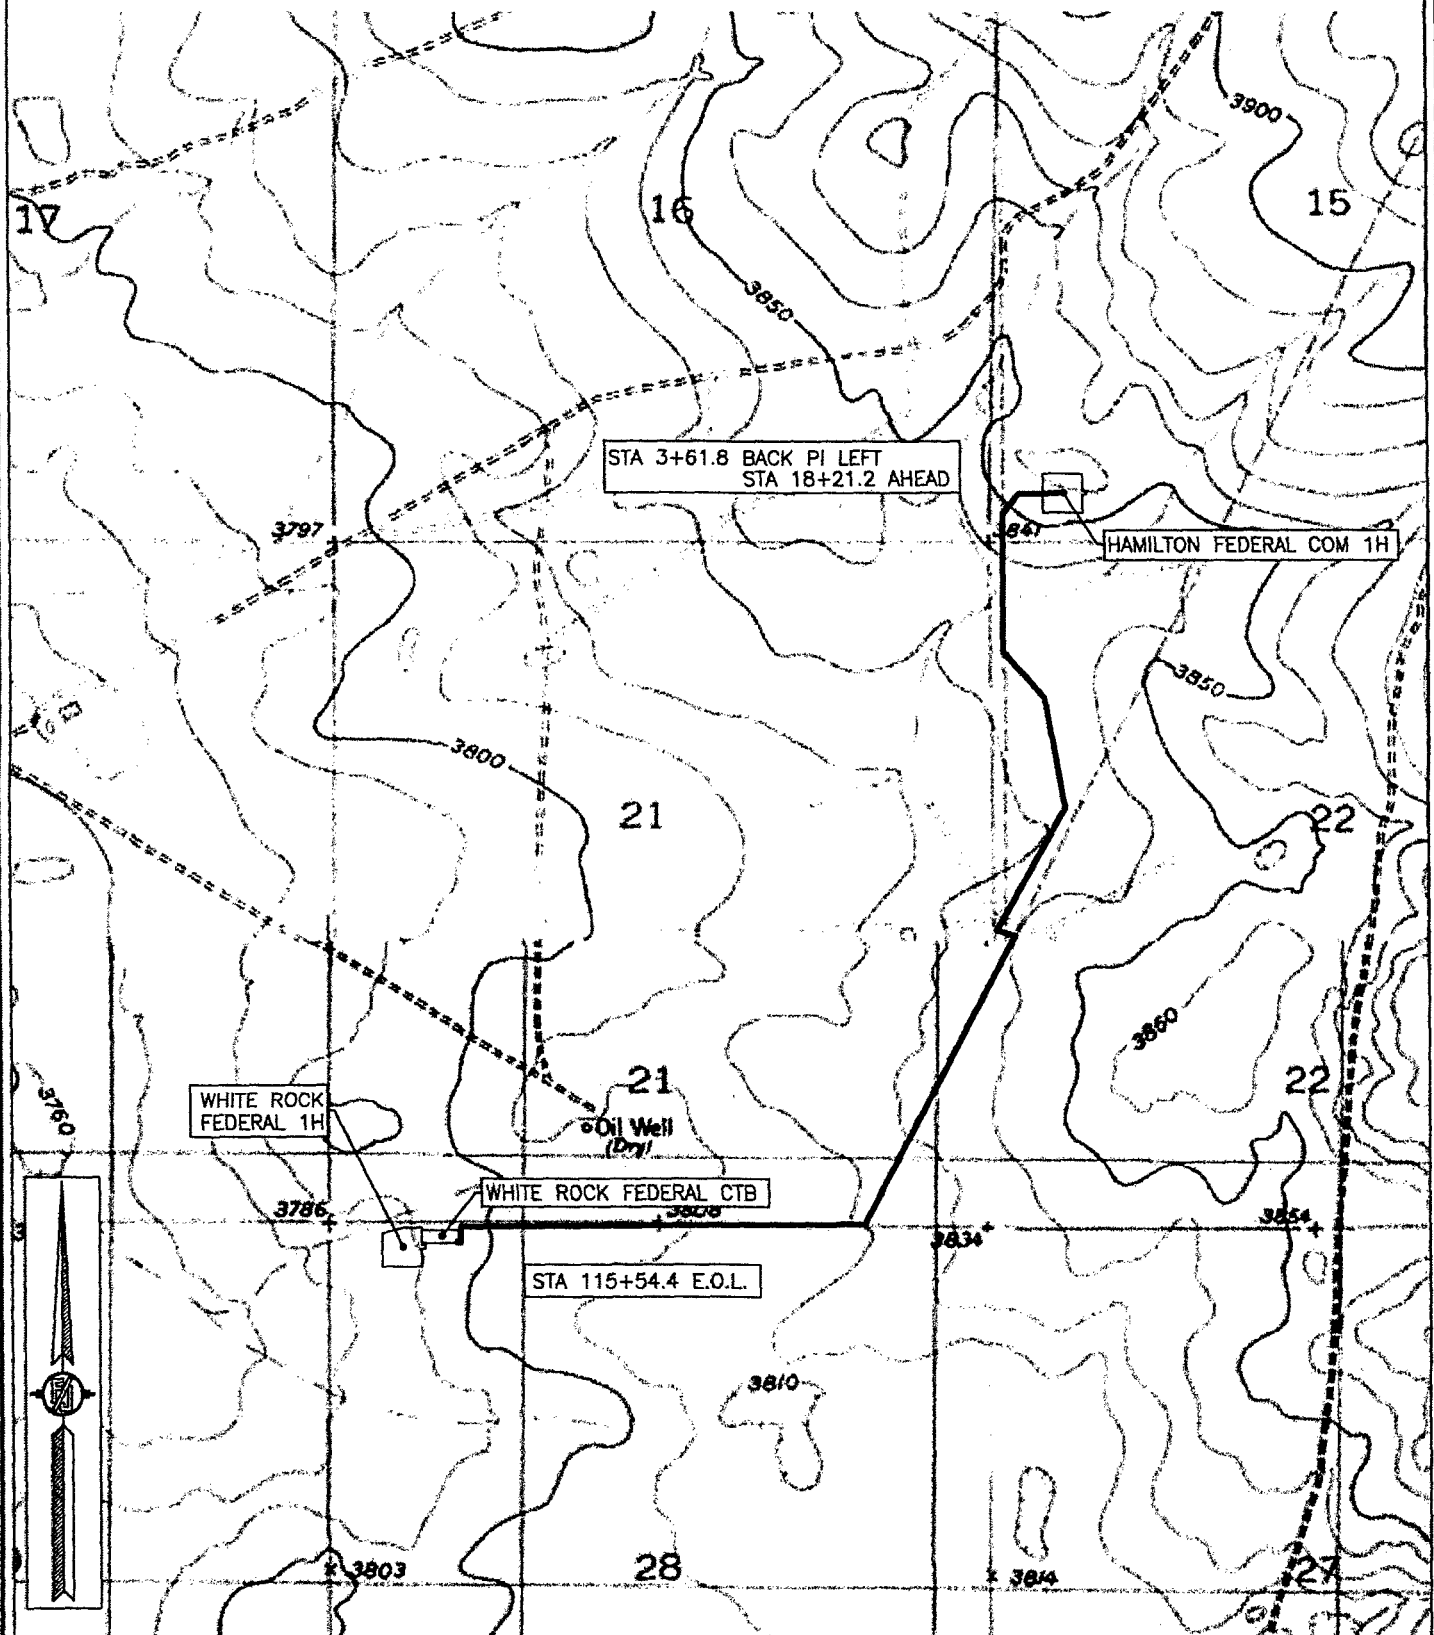 3900
17
16
15
3850
STA 3+61.8 BACK PI LEFT
STA 18+21.2 AHEAD
3797
HAMILTON FEDERAL COM 1H
3850
3800
21
22
3860
21
22
3760
WHITE ROCK
FEDERAL 1H
Oil Well
(Dry)
WHITE ROCK FEDERAL CTB
3786
3808
3854
3834
STA 115+54.4 E.O.L.
3810
28
27
3803
3814